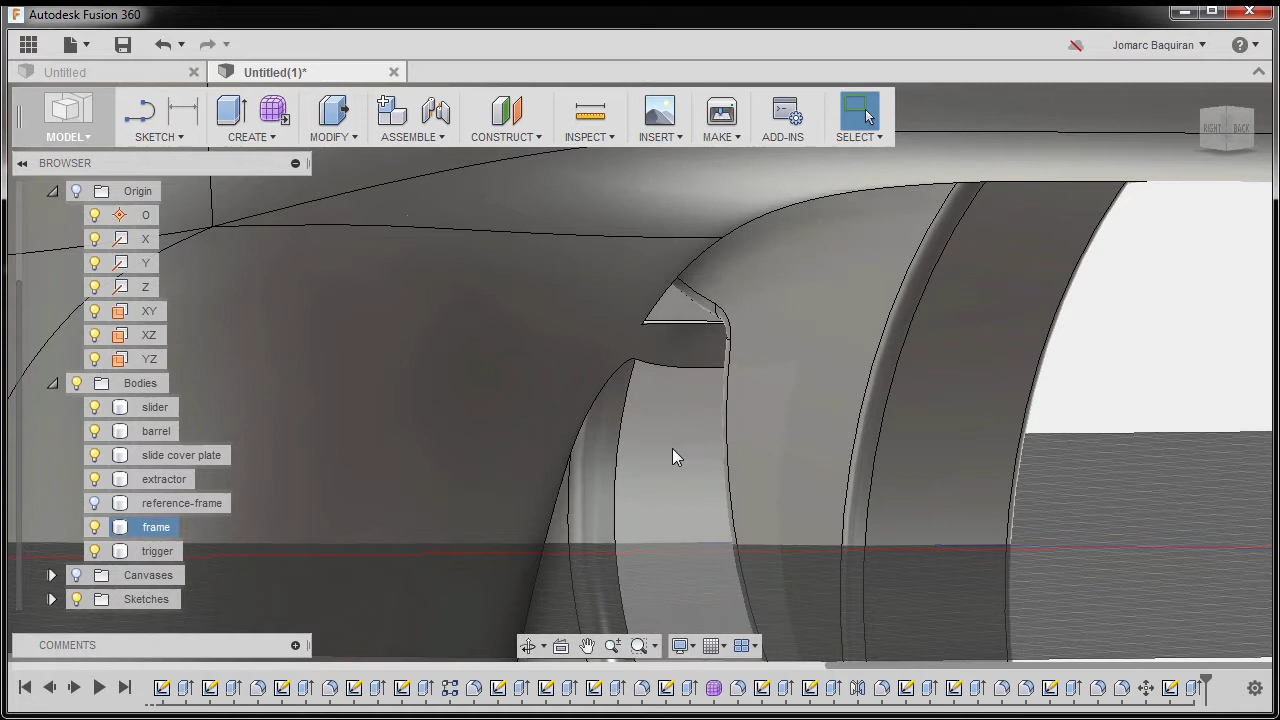 Autodesk Fusion 360
Jomarc Baquiran
Untitled
Untitled(1)*
MODEL
SKETCH
CREATE
MODIFY
ASSEMBLE
CONSTRUCT
INSPECT
INSERT
MAKE
ADD-INS
SELECT
RIGHT
BACK
BROWSER
Origin
O
X
Y
Z
XY
XZ
YZ
Bodies
slider
barrel
slide cover plate
extractor
reference-frame
frame
trigger
Canvases
Sketches
COMMENTS